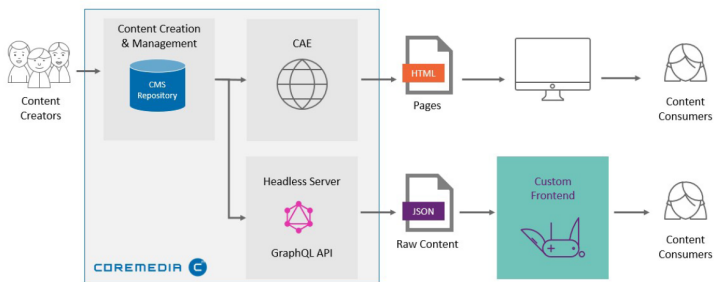 Content Creation
& Management
CMS
Repository
Content
Creators
CAE
HTML
Pages
Content
Consumers
Headless Server
GraphQL API
JSON
Raw Content
Custom
Frontend
Content
Consumers
COREMEDIA C